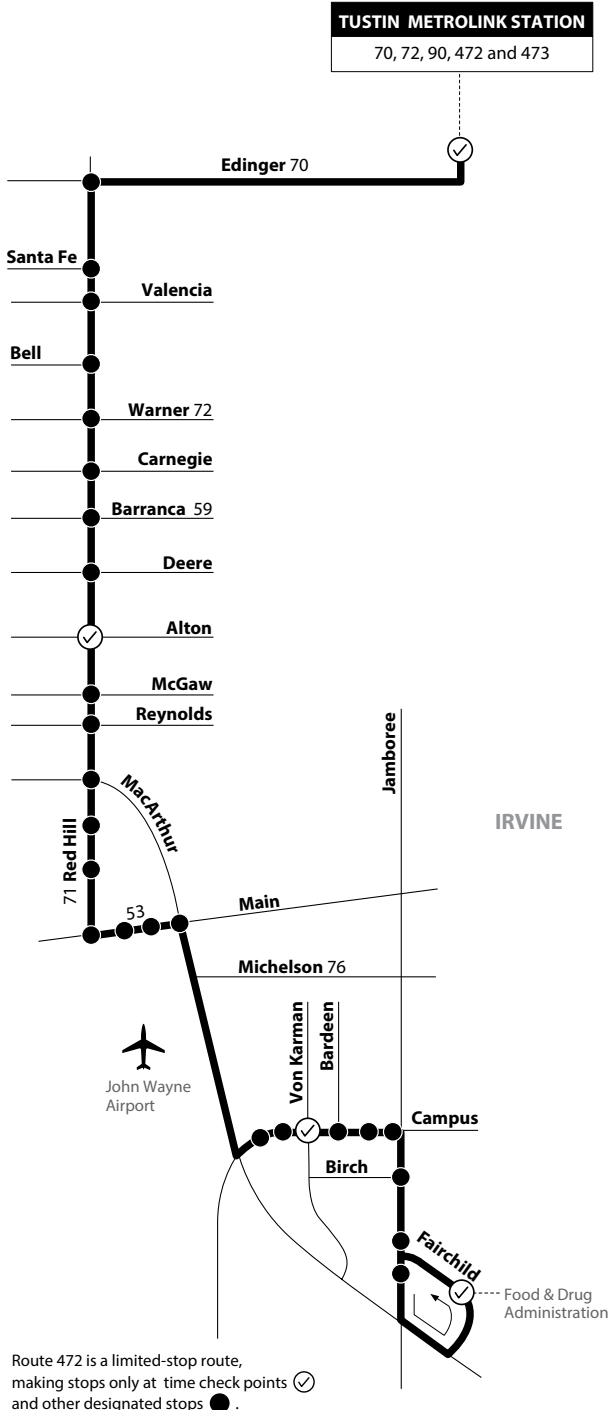 TUSTIN METROLINK STATION
70, 72, 90, 472 and 473
Edinger 70
Santa Fe
Valencia
Bell
Warner 72
Carnegie
Barranca 59
Deere
Alton
McGaw
Reynolds
MacArthur
Jamboree
IRVINE
71 Red Hill
53
Main
Michelson 76
Von Karman
Bardeen
John Wayne
Airport
Campus
Birch
Fairchild
Food & Drug
Administration
Route 472 is a limited-stop route,
making stops only at time check points
and other designated stops .